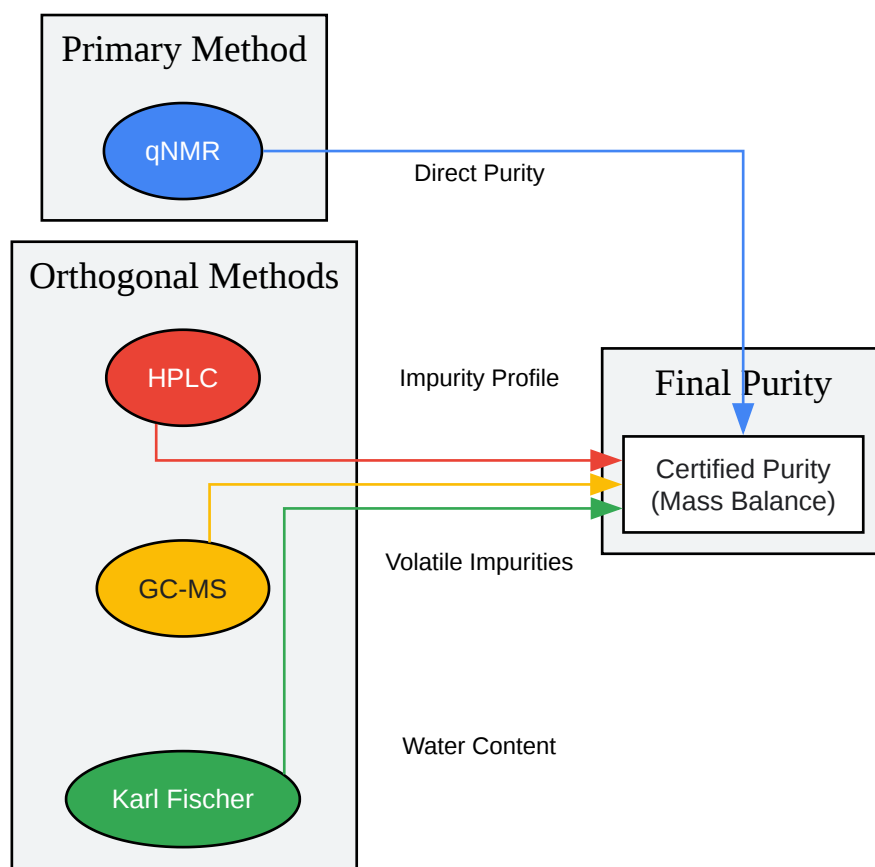 Primary Method
qNMR
Direct Purity
Orthogonal Methods
HPLC
Impurity Profile
Final Purity
Certified Purity
(Mass Balance)
GC-MS
Volatile Impurities
Water Content
Karl Fischer